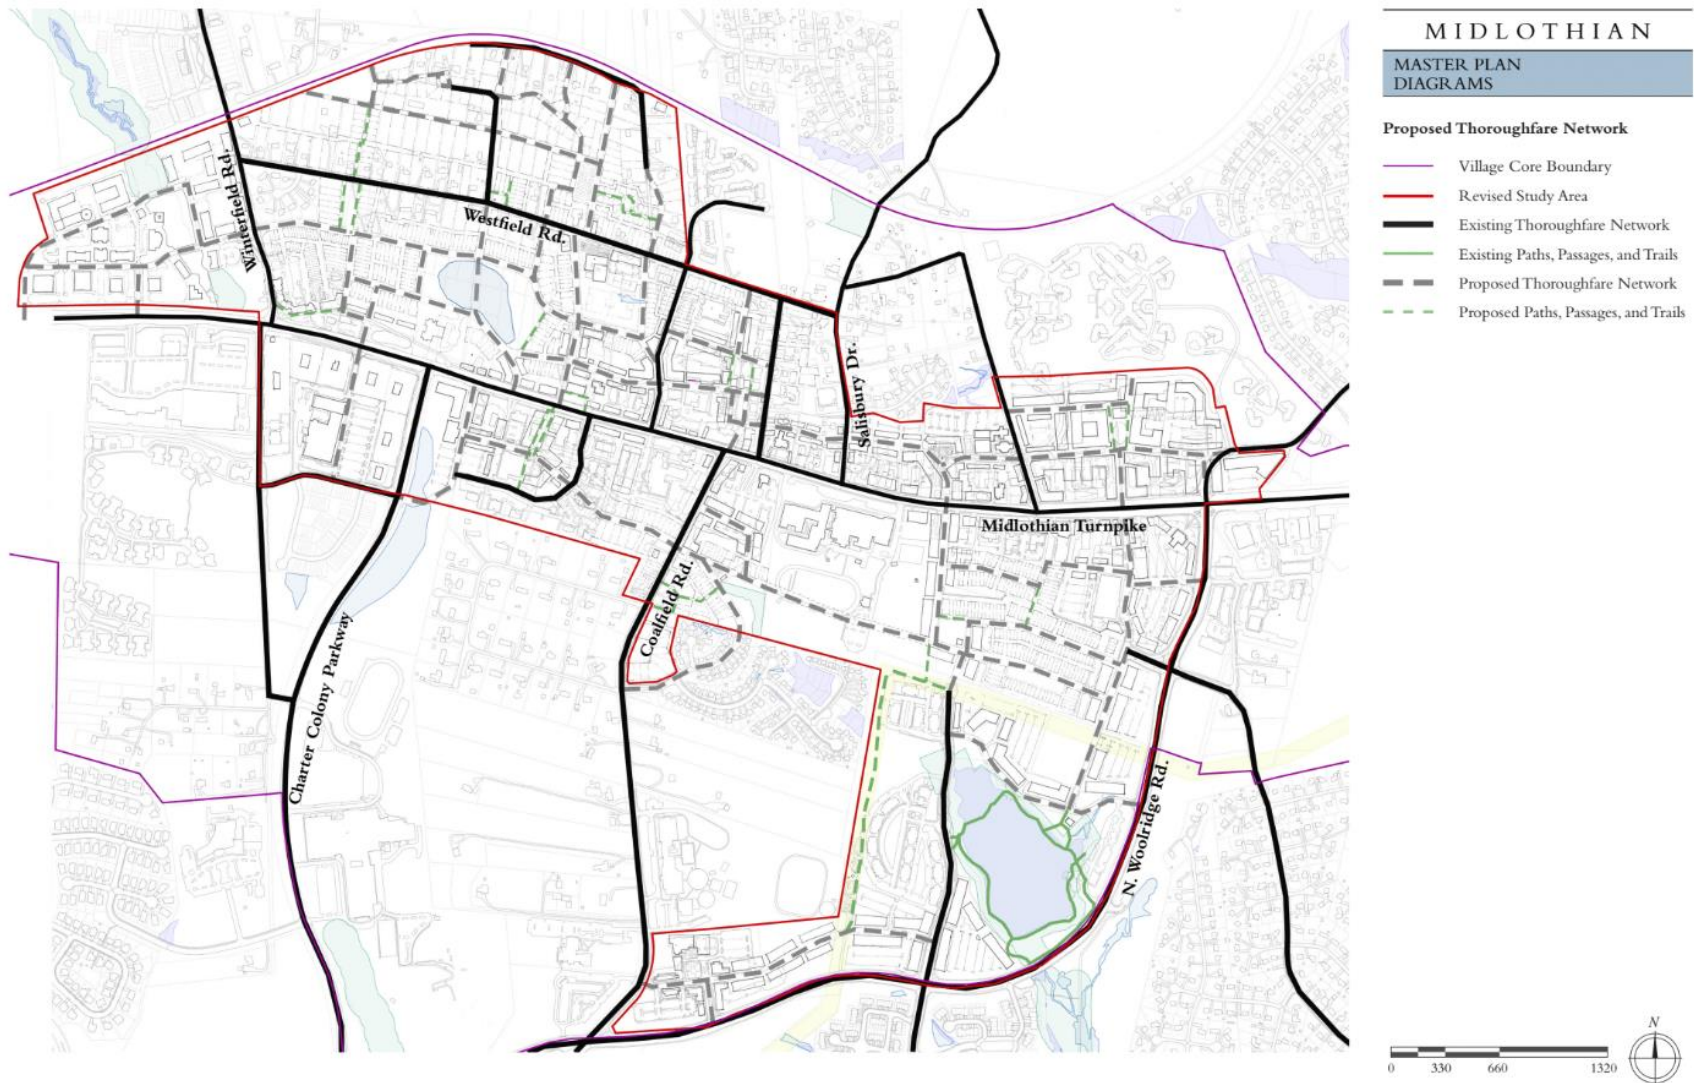 MIDLOTHIAN
MASTER PLAN
DIAGRAMS
Proposed Thoroughfare Network
Village Core Boundary
Revised Study Area
Existing Thoroughfare Network
Existing Paths, Passages, and Trails
Proposed Thoroughfare Network
Proposed Paths, Passages, and Trails
Winterfield Rd.
Westfield Rd.
Salisbury Dr.
Midlothian Turnpike
Coalfield Rd.
Charter Colony Parkway
N. Woolridge Rd.
N
0 330 660 1320